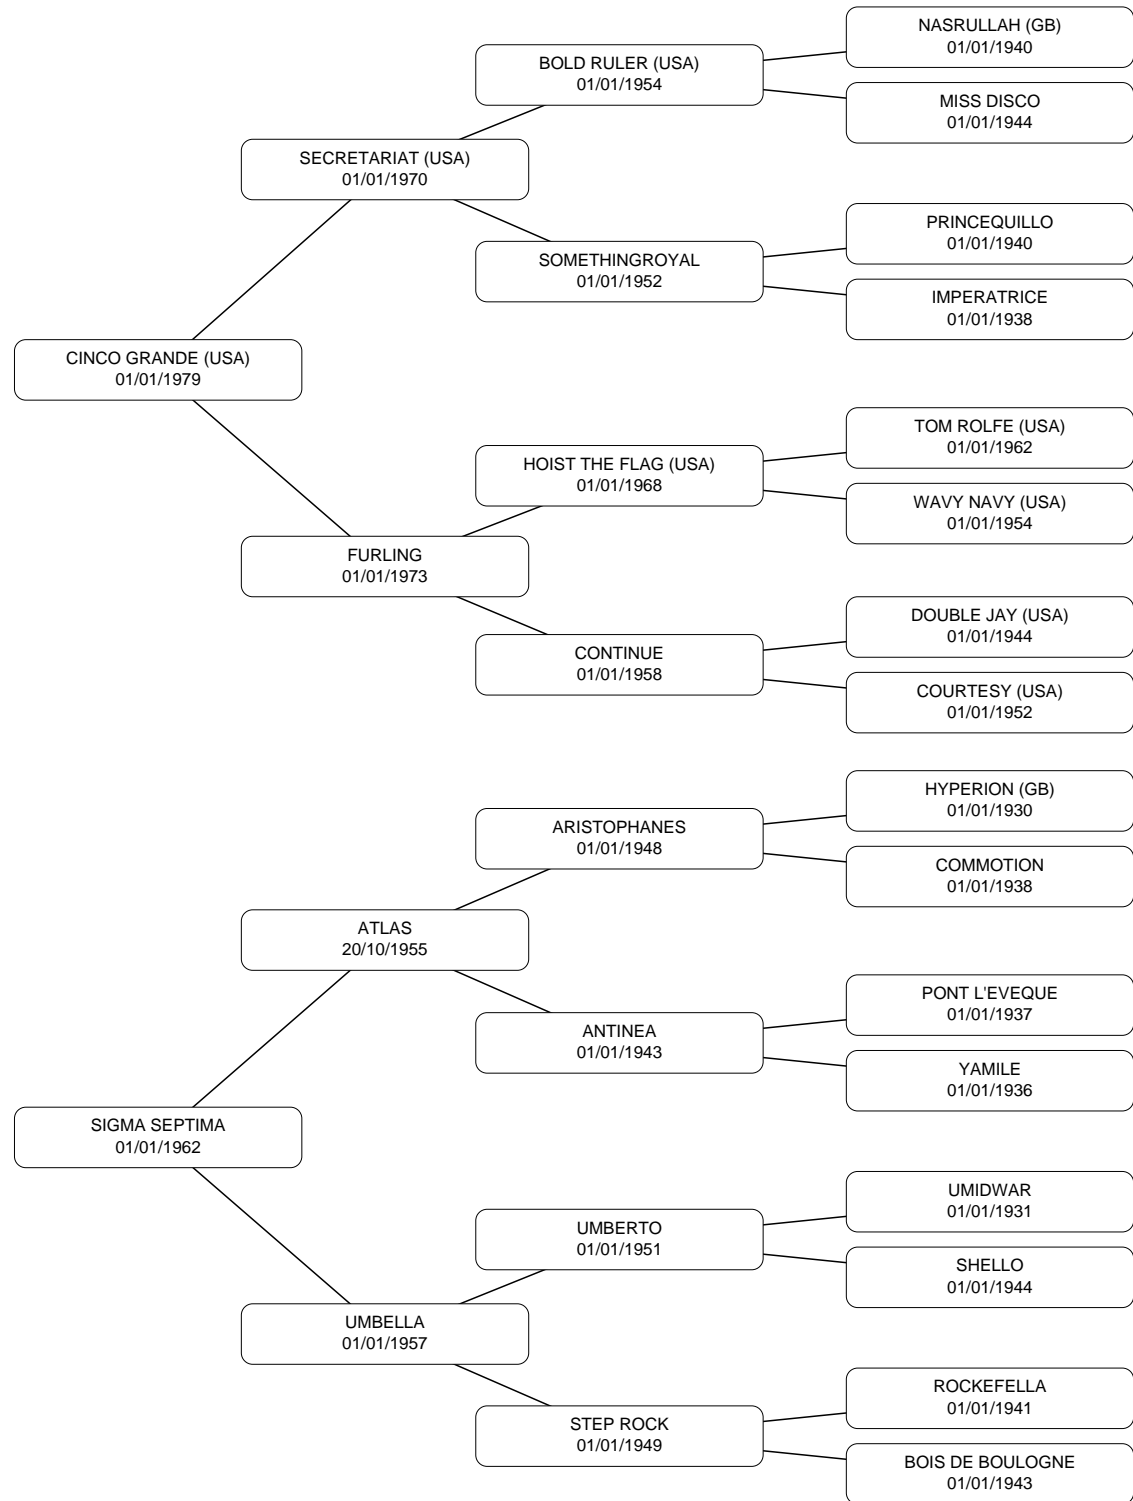 NASRULLAH (GB)
01/01/1940
BOLD RULER (USA)
01/01/1954
MISS DISCO
01/01/1944
SECRETARIAT (USA)
01/01/1970
PRINCEQUILLO
01/01/1940
SOMETHINGROYAL
01/01/1952
IMPERATRICE
01/01/1938
CINCO GRANDE (USA)
01/01/1979
TOM ROLFE (USA)
01/01/1962
HOIST THE FLAG (USA)
01/01/1968
WAVY NAVY (USA)
01/01/1954
FURLING
01/01/1973
DOUBLE JAY (USA)
01/01/1944
CONTINUE
01/01/1958
COURTESY (USA)
01/01/1952
HYPERION (GB)
01/01/1930
ARISTOPHANES
01/01/1948
COMMOTION
01/01/1938
ATLAS
20/10/1955
PONT L'EVEQUE
01/01/1937
ANTINEA
01/01/1943
YAMILE
01/01/1936
SIGMA SEPTIMA
01/01/1962
UMIDWAR
01/01/1931
UMBERTO
01/01/1951
SHELLO
01/01/1944
UMBELLA
01/01/1957
ROCKEFELLA
01/01/1941
STEP ROCK
01/01/1949
BOIS DE BOULOGNE
01/01/1943